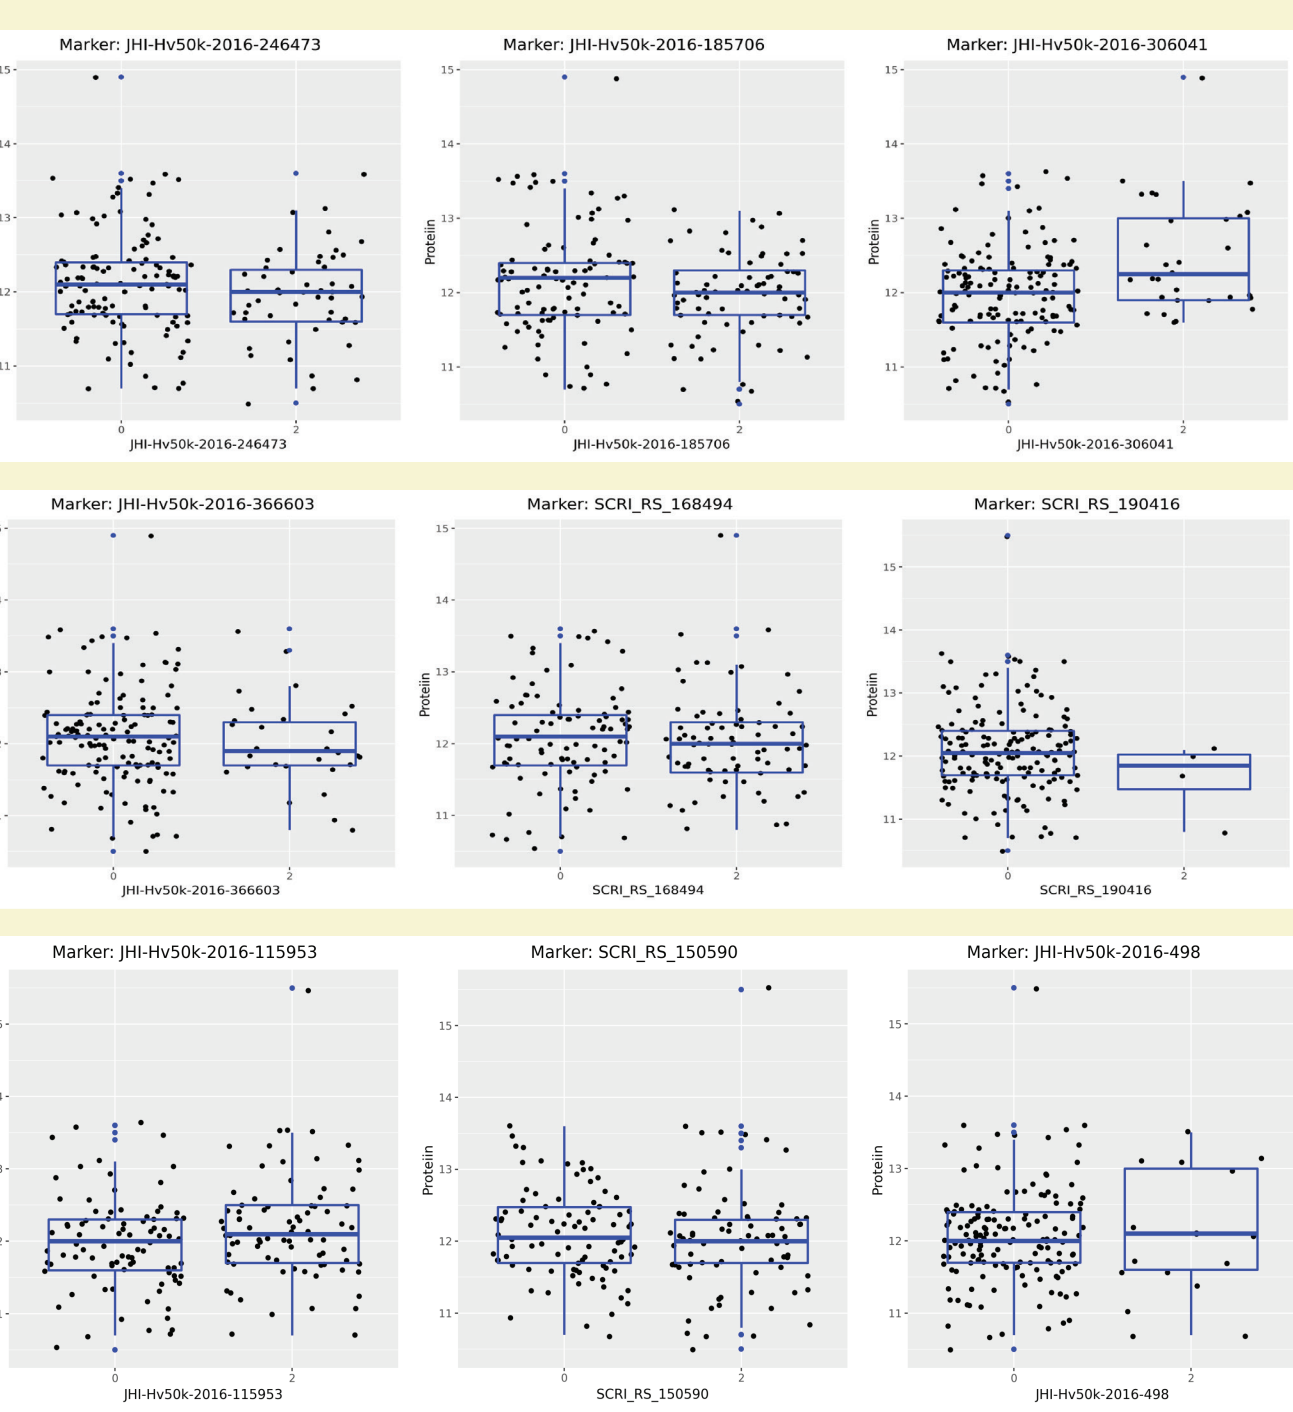 Marker: JHI-Hv50k-2016-246473
Marker: JHI-Hv50k-2016-185706
Marker: JHI-Hv50k-2016-306041
15
12
11
0
2
JHI-Hv50k-2016-246473
Proteiin
15
14
13
12
11
0
2
JHI-Hv50k-2016-185706
Proteiin
15
14
13
12
11
0
2
JHI-Hv50k-2016-306041
Marker: JHI-Hv50k-2016-366603
Marker: SCRI_RS_168494
Marker: SCRI_RS_190416
0
2
JHI-Hv50k-2016-366603
Proteiin
15
14
13
12
11
0
2
SCRI_RS_168494
Proteiin
15
14
13
12
11
0
2
SCRI_RS_190416
Marker: JHI-Hv50k-2016-115953
Marker: SCRI_RS_150590
Marker: JHI-Hv50k-2016-498
0
2
JHI-Hv50k-2016-115953
Proteiin
15
14
13
12
11
0
2
SCRI_RS_150590
Proteiin
15
14
13
12
11
0
2
JHI-Hv50k-2016-498